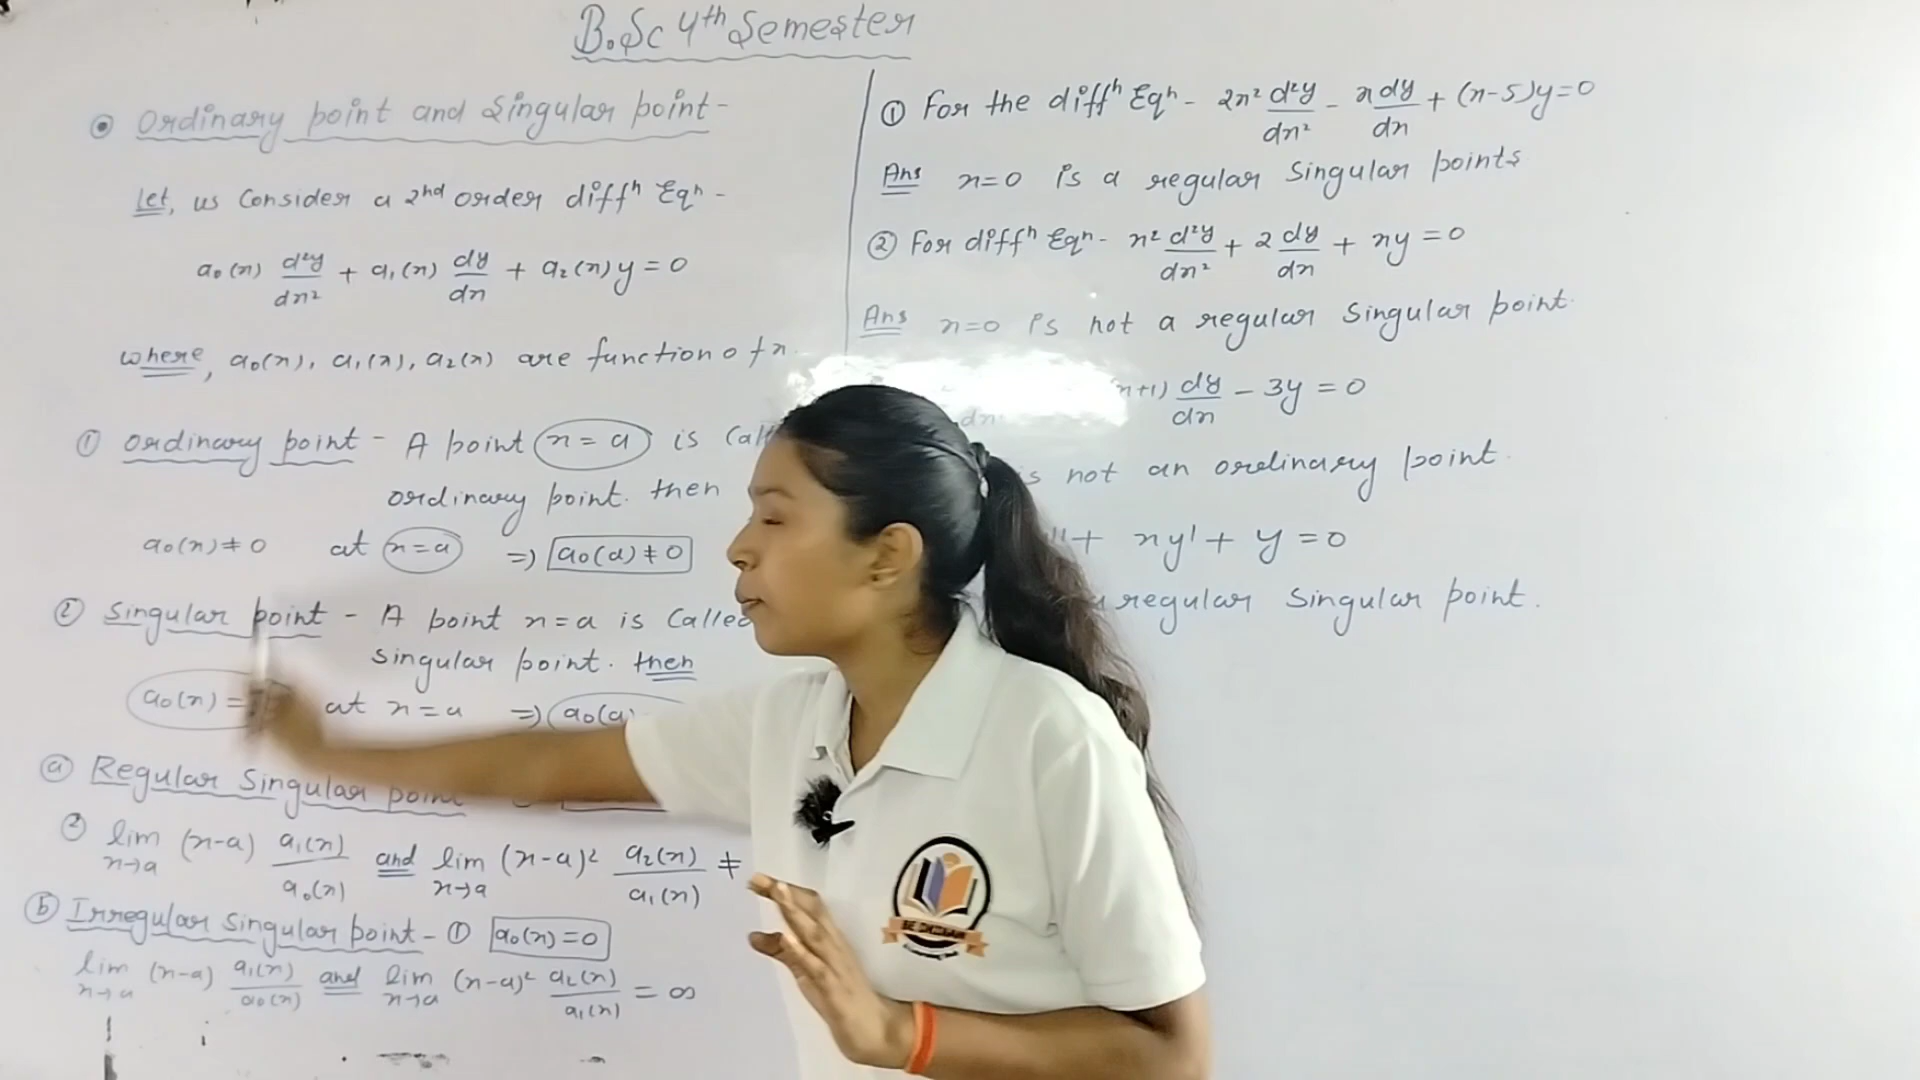 B.Sc 4th Semester
Ordinary point and Singular point-
Let, us Consider a 2nd order diffn Eqn -
a₀(x) d²y/dx² + a₁(x) dy/dx + a₂(x)y = 0
where, a₀(x), a₁(x), a₂(x) are function of x
① ordinary point - A point x = a is
ordinary point. then
a₀(x) ≠ 0 at x=a ⇒ a₀(a) ≠ 0
② Singular point - A point x=a is Called
Singular point. then
a₀(x) = at x=a ⇒ a₀(a)
ⓐ Regular Singular point
② lim x→a (x-a) a₁(x)/a₀(x) and lim x→a (x-a)² a₂(x)/a₁(x) ≠
ⓑ Irregular Singular point - ① a₀(x)=0
lim x→a (x-a) a₁(x)/a₀(x) and lim x→a (x-a)² a₂(x)/a₁(x) = ∞
① For the diffn Eqn - 2x² d²y/dx² - x dy/dx + (x-5)y=0
Ans x=0 is a regular Singular points
② For diffn Eqn - x² d²y/dx² + 2 dy/dx + xy = 0
Ans x=0 is not a regular Singular point.
x+1) dy/dx - 3y = 0
is not an ordinary point.
+ xy' + y = 0
regular Singular point.